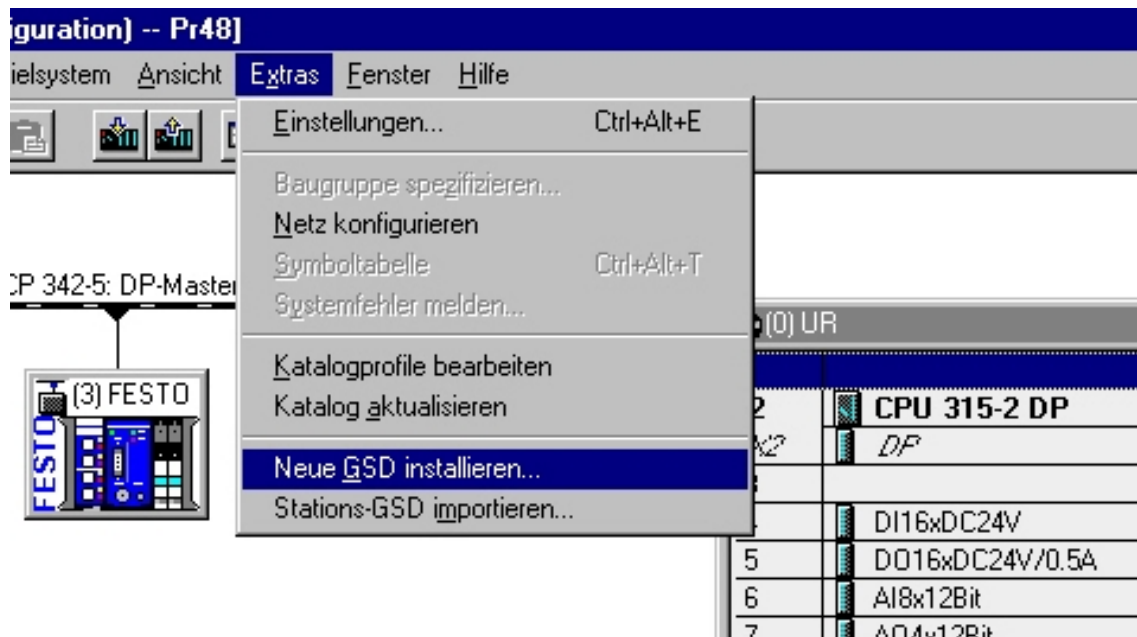 iguration) -- Pr48]
ielsystem Ansicht Extras Fenster Hilfe
Einstellungen... Ctrl+Alt+E
Baugruppe spezifizieren...
Netz konfigurieren
Symboltabelle Ctrl+Alt+T
Systemfehler melden...
Katalogprofile bearbeiten
Katalog aktualisieren
Neue GSD installieren...
Stations-GSD importieren...
CP 342-5: DP-Master
(3) FESTO
FESTO
(0) UR
2 CPU 315-2 DP
X2 DP
3
4 DI16xDC24V
5 DO16xDC24V/0.5A
6 AI8x12Bit
7 AO4x12Bit